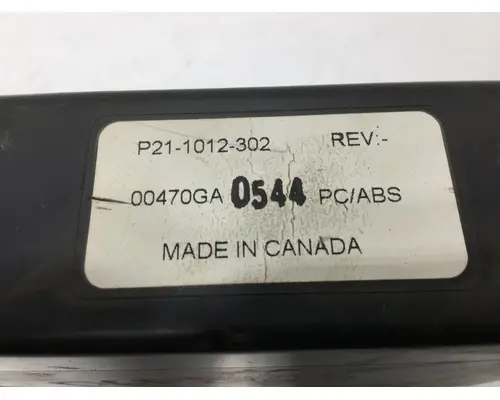 P21-1012-302 REV:-
00470GA 0544 PC/ABS
MADE IN CANADA